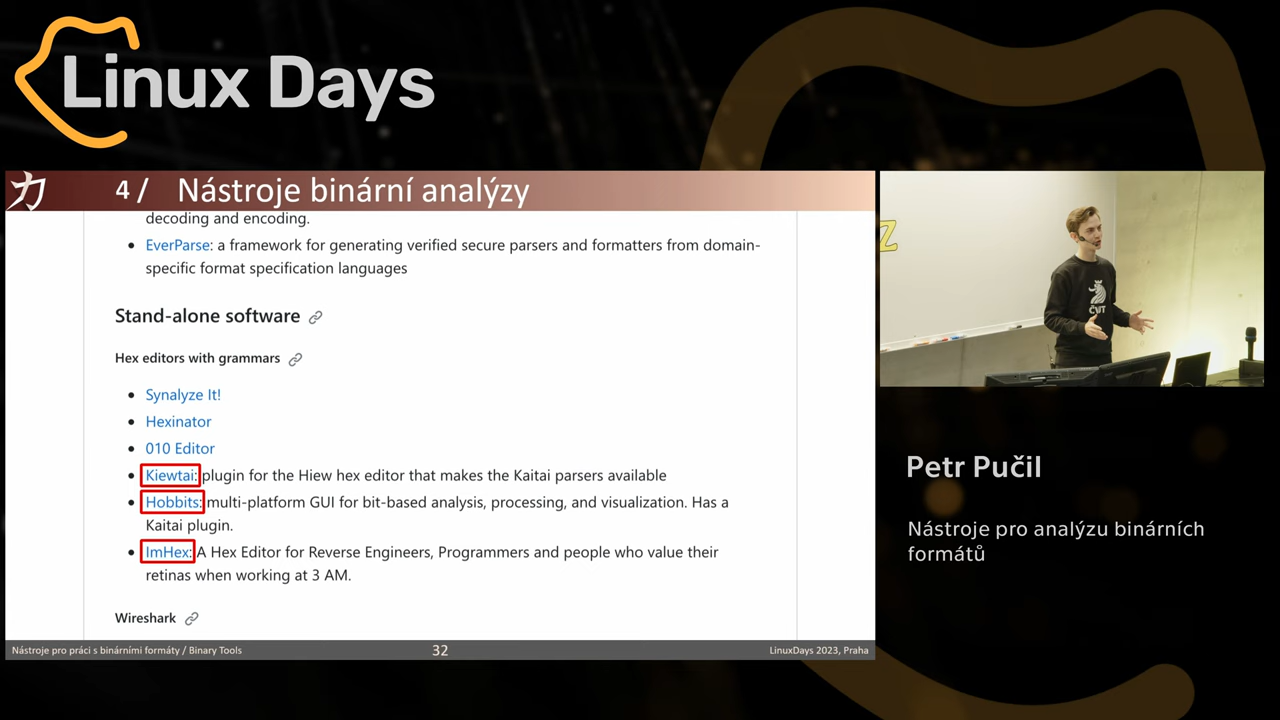 Linux Days
力 4 / Nástroje binární analýzy
decoding and encoding.
• EverParse: a framework for generating verified secure parsers and formatters from domain-
specific format specification languages
Stand-alone software
Hex editors with grammars
• Synalyze It!
• Hexinator
• 010 Editor
• Kiewtai: plugin for the Hiew hex editor that makes the Kaitai parsers available
• Hobbits: multi-platform GUI for bit-based analysis, processing, and visualization. Has a
Kaitai plugin.
• ImHex: A Hex Editor for Reverse Engineers, Programmers and people who value their
retinas when working at 3 AM.
Wireshark
Nástroje pro práci s binárními formáty / Binary Tools 32 LinuxDays 2023, Praha
Z
ČVUT
Petr Pučil
Nástroje pro analýzu binárních
formátů